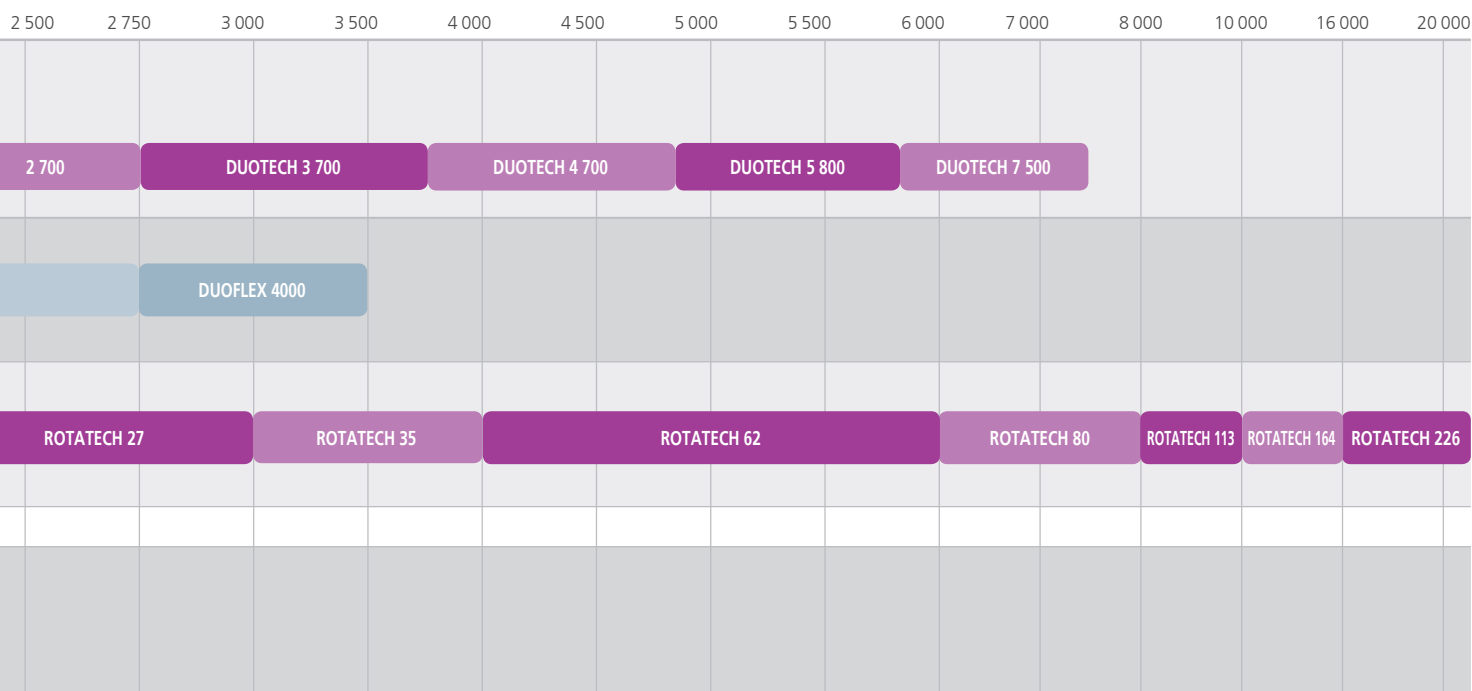 2 500 2 750 3 000 3 500 4 000 4 500 5 000 5 500 6 000 7 000 8 000 10 000 16 000 20 000
2 700 DUOTECH 3 700 DUOTECH 4 700 DUOTECH 5 800 DUOTECH 7 500
DUOFLEX 4000
ROTATECH 27 ROTATECH 35 ROTATECH 62 ROTATECH 80 ROTATECH 113 ROTATECH 164 ROTATECH 226